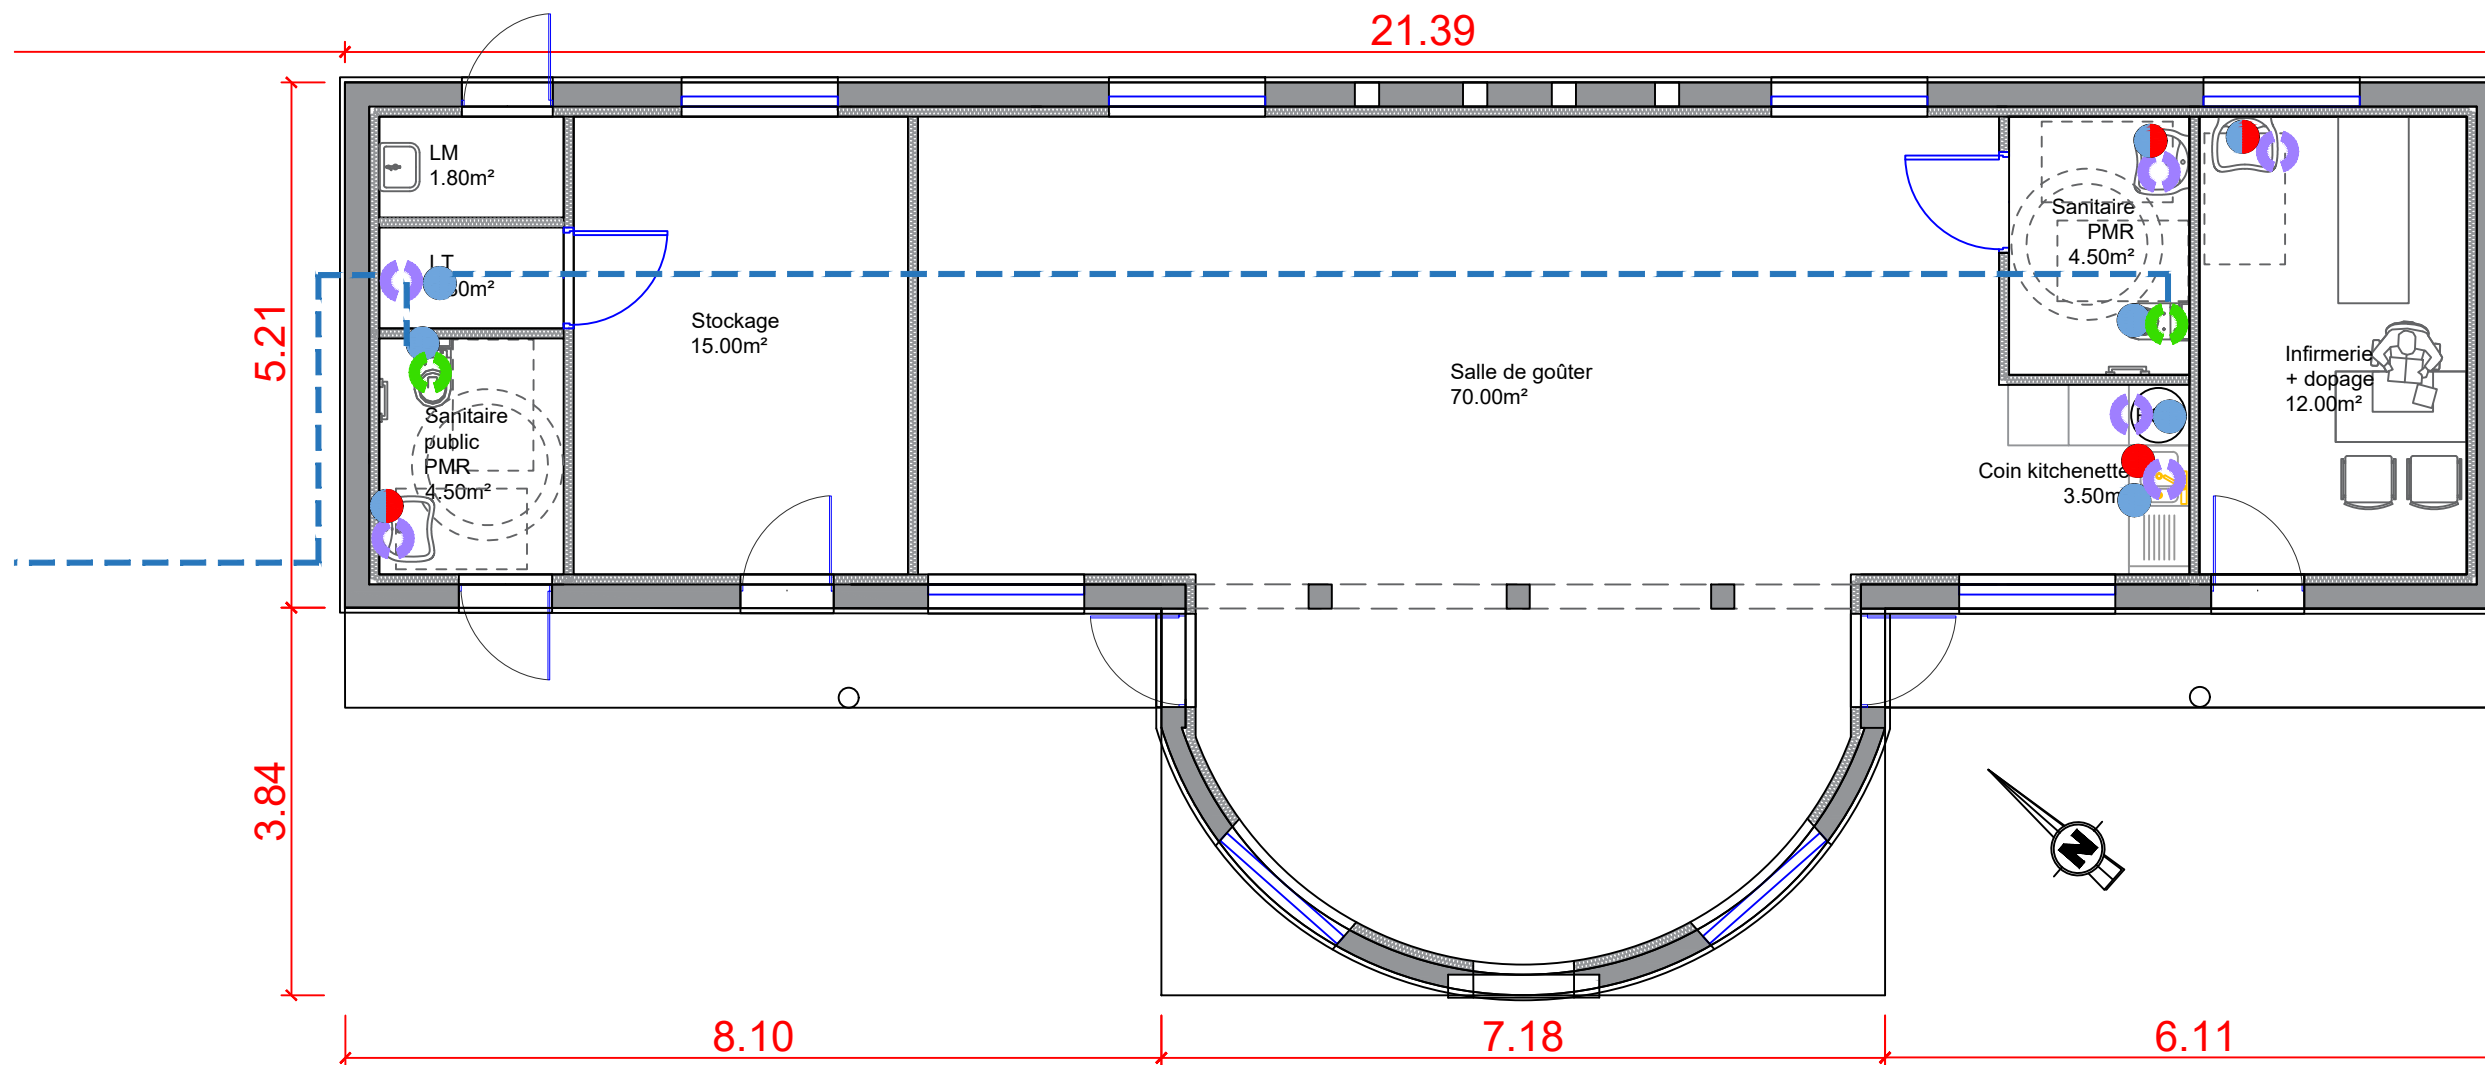 21.39
LM
1.80m²
LT
5.21
Stockage
15.00m²
Sanitaire
public
PMR
4.50m²
Salle de goûter
70.00m²
Sanitaire
PMR
4.50m²
Infirmerie
+ dopage
12.00m²
Coin kitchenette
3.50m
3.84
N
8.10
7.18
6.11